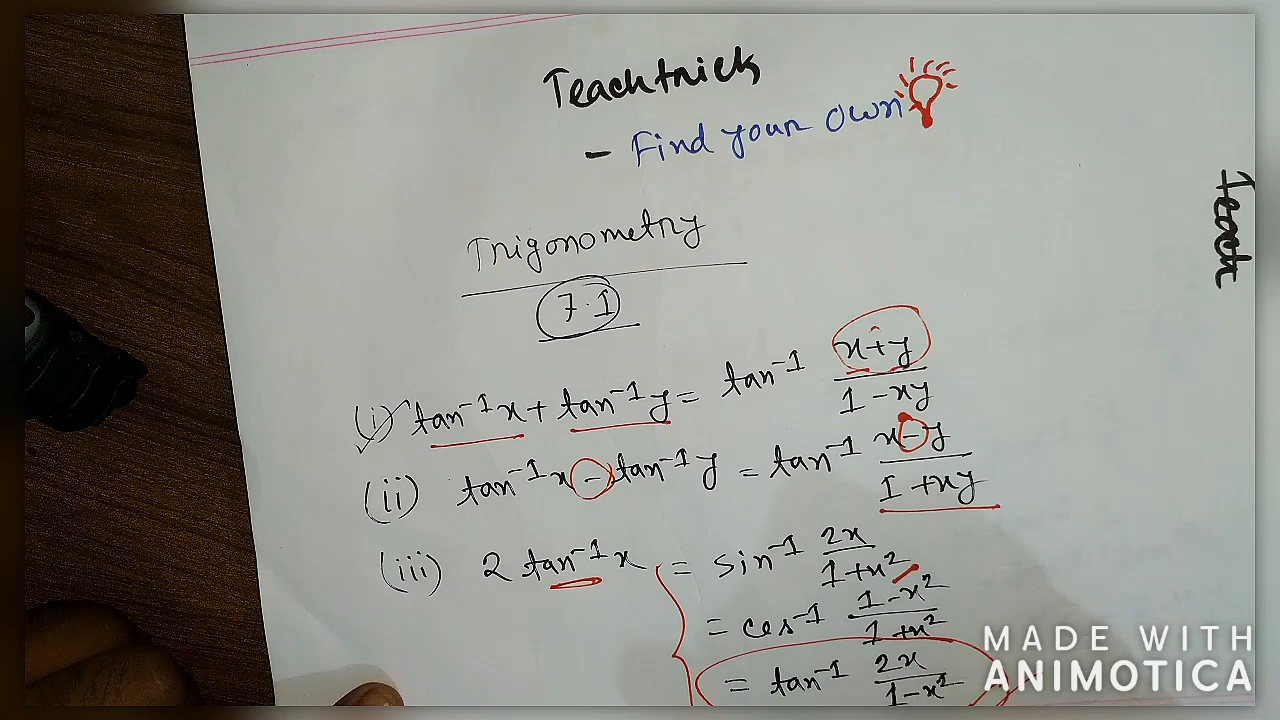 Teachtrick
- Find your own
Trigonometry
7.1
(i) tan⁻¹x + tan⁻¹y = tan⁻¹ (x+y)/(1-xy)
(ii) tan⁻¹x - tan⁻¹y = tan⁻¹ (x-y)/(1+xy)
(iii) 2 tan⁻¹x = sin⁻¹ 2x/(1+x²)
= cos⁻¹ (1-x²)/(1+x²)
= tan⁻¹ 2x/(1-x²)
Teach
MADE WITH
ANIMOTICA